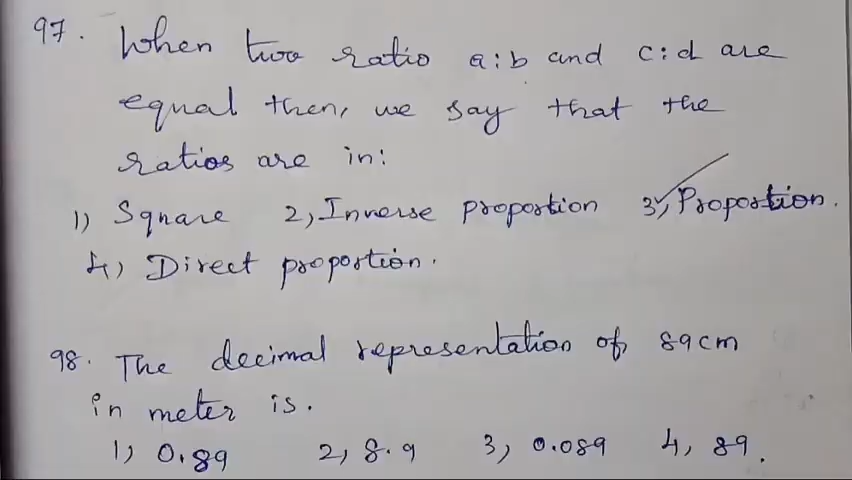 97. When two ratio a:b and c:d are
equal then, we say that the
ratios are in:
1) Square 2, Inverse proportion 3, Proportion.
4) Direct proportion.
98. The decimal representation of 89cm
in meter is.
1) 0.89 2, 8.9 3, 0.089 4, 89.